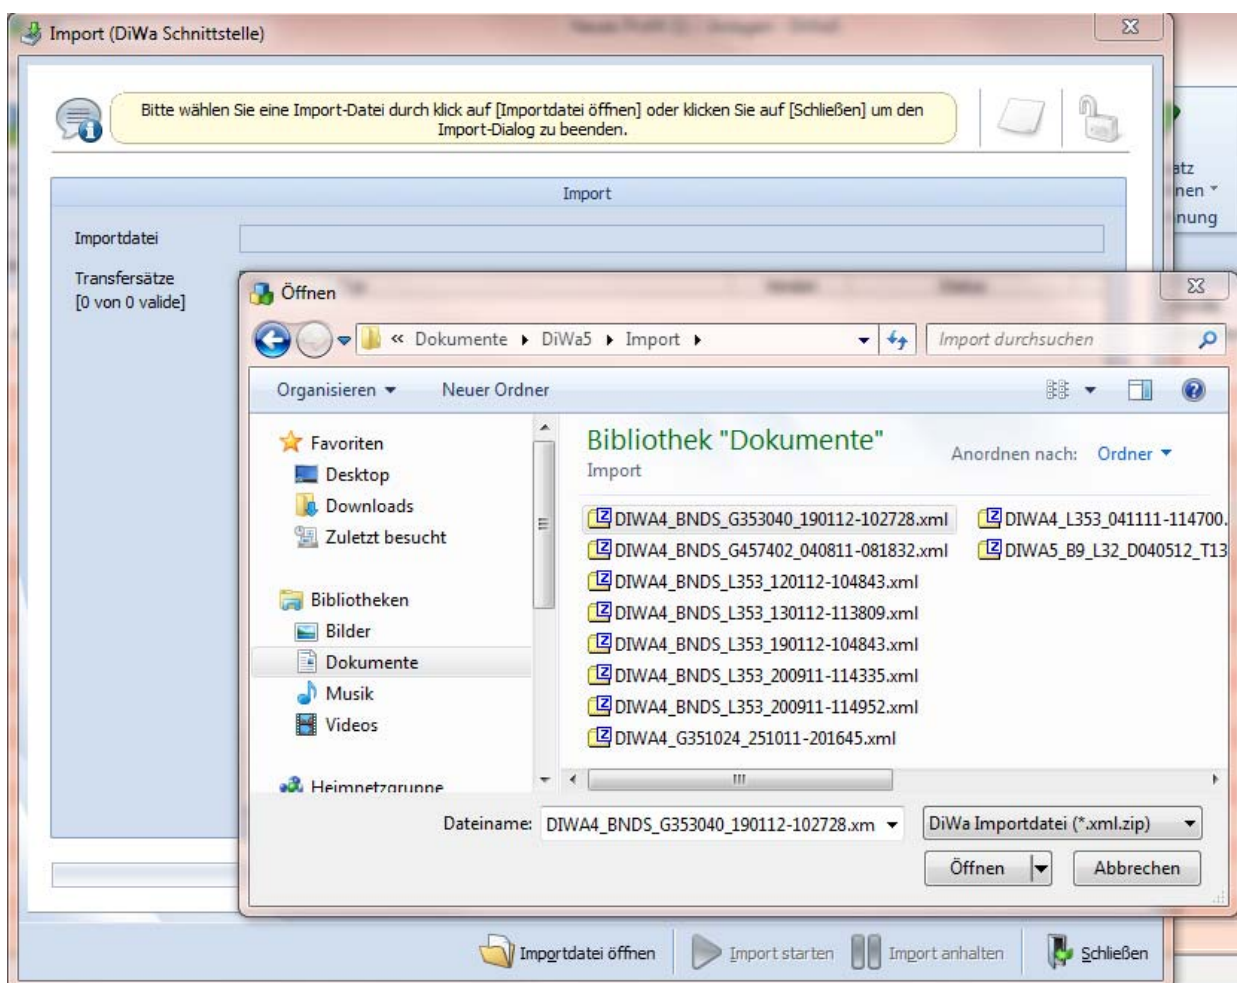 Import (DiWa Schnittstelle)
Bitte wählen Sie eine Import-Datei durch klick auf [Importdatei öffnen] oder klicken Sie auf [Schließen] um den
Import-Dialog zu beenden.
atz
nen
nung
Import
Importdatei
Transfersätze
[0 von 0 valide]
Öffnen
« Dokumente DiWa5 Import
Import durchsuchen
Organisieren Neuer Ordner
Favoriten
Desktop
Downloads
Zuletzt besucht
Bibliotheken
Bilder
Dokumente
Musik
Videos
Heimnetzgruppe
Bibliothek "Dokumente"
Import
Anordnen nach: Ordner
DIWA4_BNDS_G353040_190112-102728.xml
DIWA4_BNDS_G457402_040811-081832.xml
DIWA4_BNDS_L353_120112-104843.xml
DIWA4_BNDS_L353_130112-113809.xml
DIWA4_BNDS_L353_190112-104843.xml
DIWA4_BNDS_L353_200911-114335.xml
DIWA4_BNDS_L353_200911-114952.xml
DIWA4_G351024_251011-201645.xml
DIWA4_L353_041111-114700.
DIWA5_B9_L32_D040512_T13
Dateiname: DIWA4_BNDS_G353040_190112-102728.xm
DiWa Importdatei (*.xml.zip)
Öffnen
Abbrechen
Importdatei öffnen
Import starten
Import anhalten
Schließen